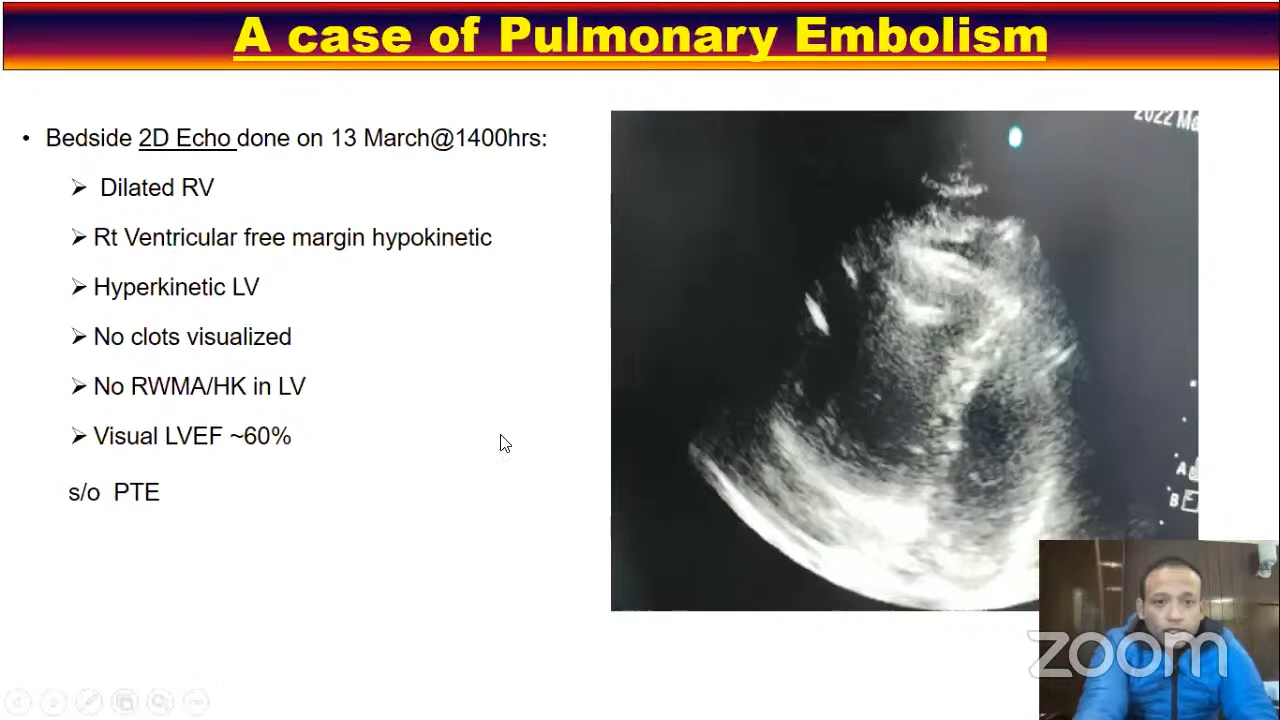 A case of Pulmonary Embolism
• Bedside 2D Echo done on 13 March@1400hrs:
➢ Dilated RV
➢ Rt Ventricular free margin hypokinetic
➢ Hyperkinetic LV
➢ No clots visualized
➢ No RWMA/HK in LV
➢ Visual LVEF ~60%
s/o PTE
2022 Ma
A
B
zoom